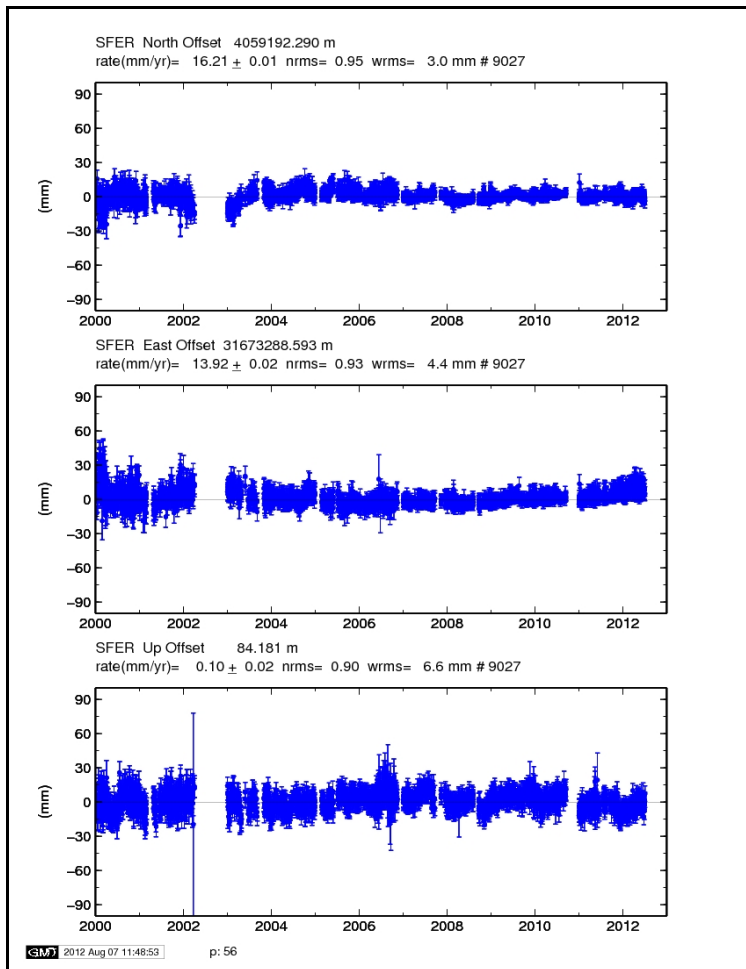 SFER North Offset 4059192.290 m
rate(mm/yr)= 16.21 ± 0.01 nrms= 0.95 wrms= 3.0 mm # 9027
90
60
30
0
−30
−60
−90
(mm)
2000 2002 2004 2006 2008 2010 2012
SFER East Offset 31673288.593 m
rate(mm/yr)= 13.92 ± 0.02 nrms= 0.93 wrms= 4.4 mm # 9027
90
60
30
0
−30
−60
−90
(mm)
2000 2002 2004 2006 2008 2010 2012
SFER Up Offset 84.181 m
rate(mm/yr)= 0.10 ± 0.02 nrms= 0.90 wrms= 6.6 mm # 9027
90
60
30
0
−30
−60
−90
(mm)
2000 2002 2004 2006 2008 2010 2012
GMT 2012 Aug 07 11:48:53 p: 56